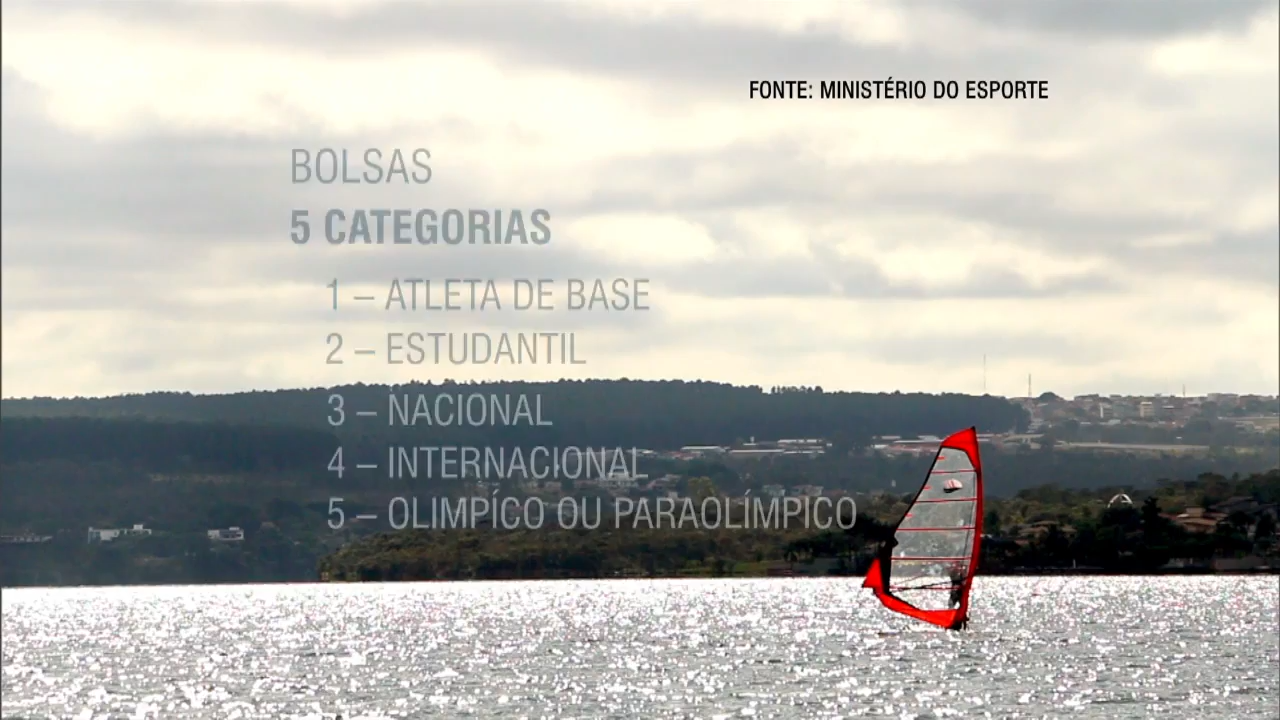 FONTE: MINISTÉRIO DO ESPORTE
BOLSAS
5 CATEGORIAS
1 – ATLETA DE BASE
2 – ESTUDANTIL
3 – NACIONAL
4 – INTERNACIONAL
5 – OLIMPÍCO OU PARAOLÍMPICO